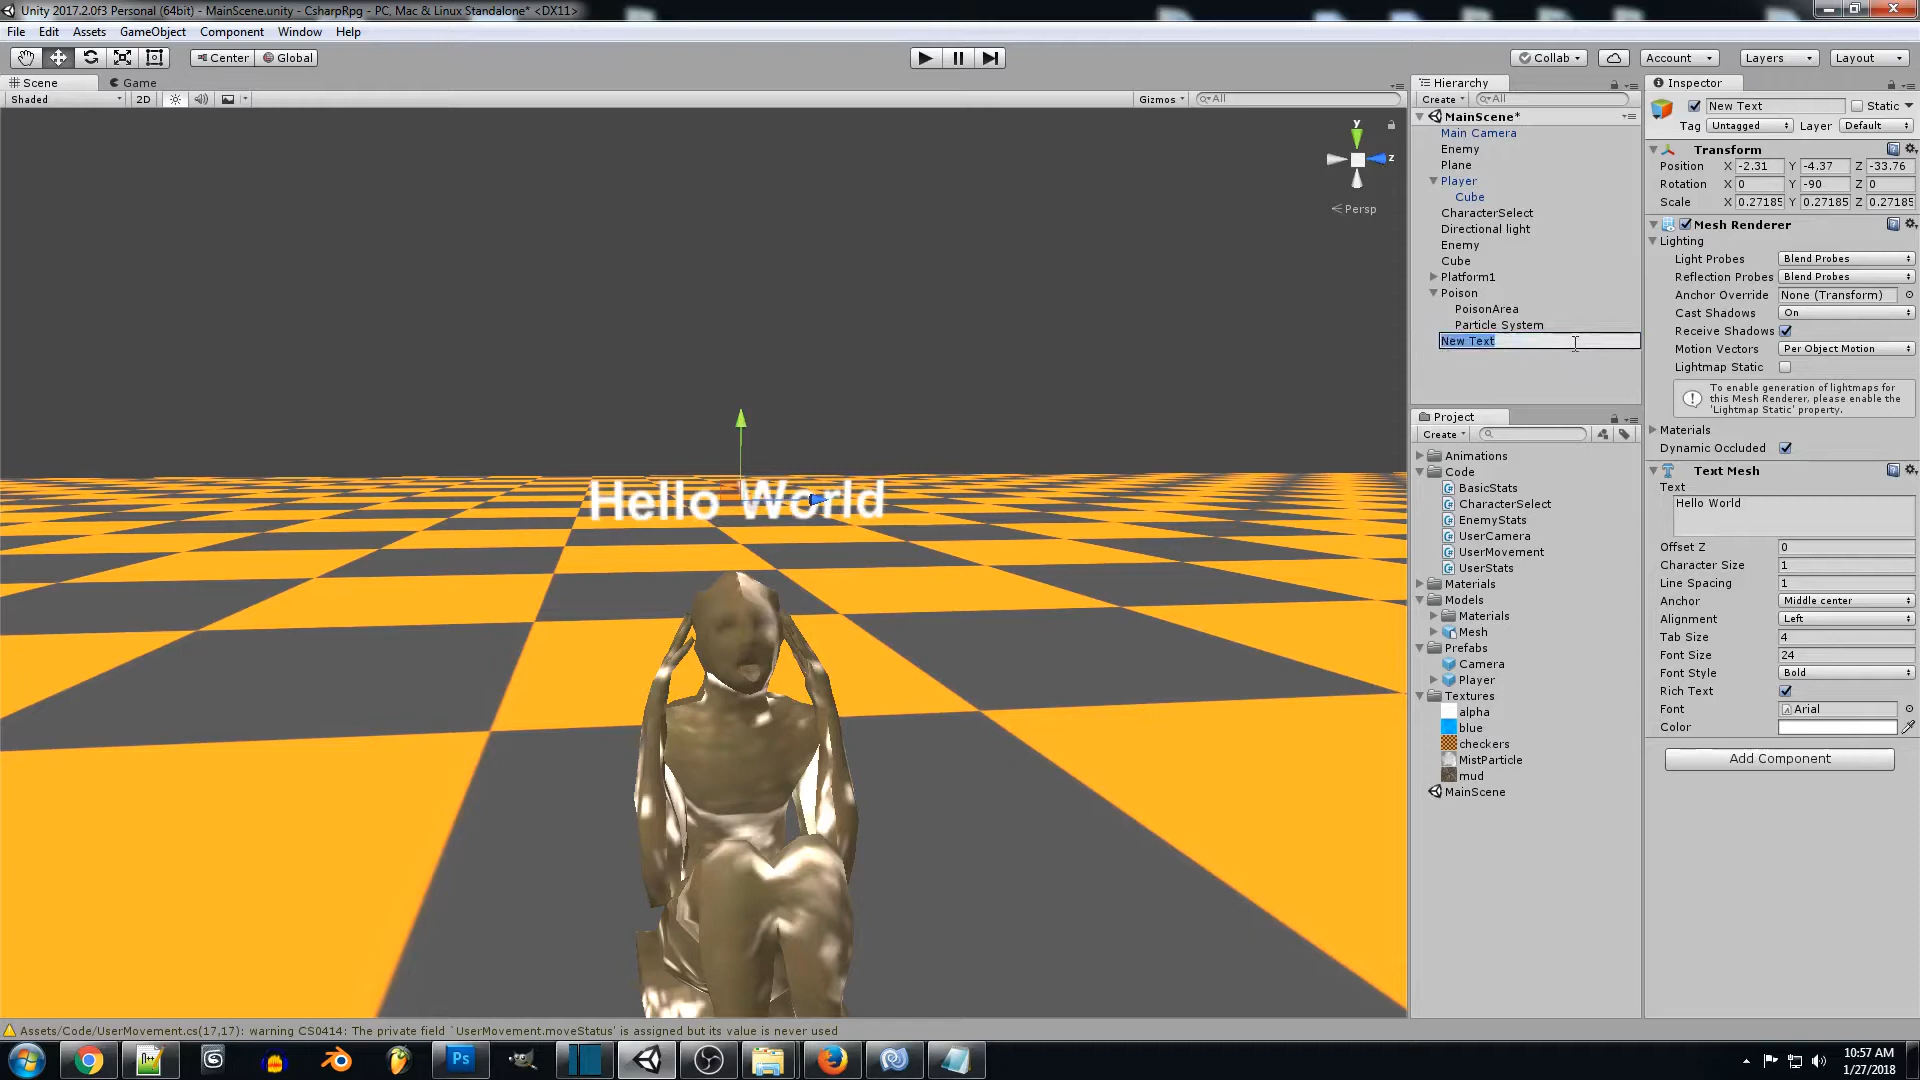 Unity 2017.2.0f3 Personal (64bit) - MainScene.unity - CsharpRpg - PC, Mac & Linux Standalone* <DX11>
File Edit Assets GameObject Component Window Help
Center Global Collab Account Layers Layout
Scene Game
Shaded 2D Gizmos All
y
z
Persp
Hello World
Hierarchy
Create All
MainScene*
Main Camera
Enemy
Plane
Player
Cube
CharacterSelect
Directional light
Enemy
Cube
Platform1
Poison
PoisonArea
Particle System
New Text
Project
Create
Animations
Code
BasicStats
CharacterSelect
EnemyStats
UserCamera
UserMovement
UserStats
Materials
Models
Materials
Mesh
Prefabs
Camera
Player
Textures
alpha
blue
checkers
MistParticle
mud
MainScene
Inspector
New Text Static
Tag Untagged Layer Default
Transform
Position X -2.31 Y -4.37 Z -33.76
Rotation X 0 Y -90 Z 0
Scale X 0.27185 Y 0.27185 Z 0.27185
Mesh Renderer
Lighting
Light Probes Blend Probes
Reflection Probes Blend Probes
Anchor Override None (Transform)
Cast Shadows On
Receive Shadows
Motion Vectors Per Object Motion
Lightmap Static
To enable generation of lightmaps for
this Mesh Renderer, please enable the
'Lightmap Static' property.
Materials
Dynamic Occluded
Text Mesh
Text
Hello World
Offset Z 0
Character Size 1
Line Spacing 1
Anchor Middle center
Alignment Left
Tab Size 4
Font Size 24
Font Style Bold
Rich Text
Font Arial
Color
Add Component
Assets/Code/UserMovement.cs(17,17): warning CS0414: The private field `UserMovement.moveStatus' is assigned but its value is never used
Ps
10:57 AM
1/27/2018